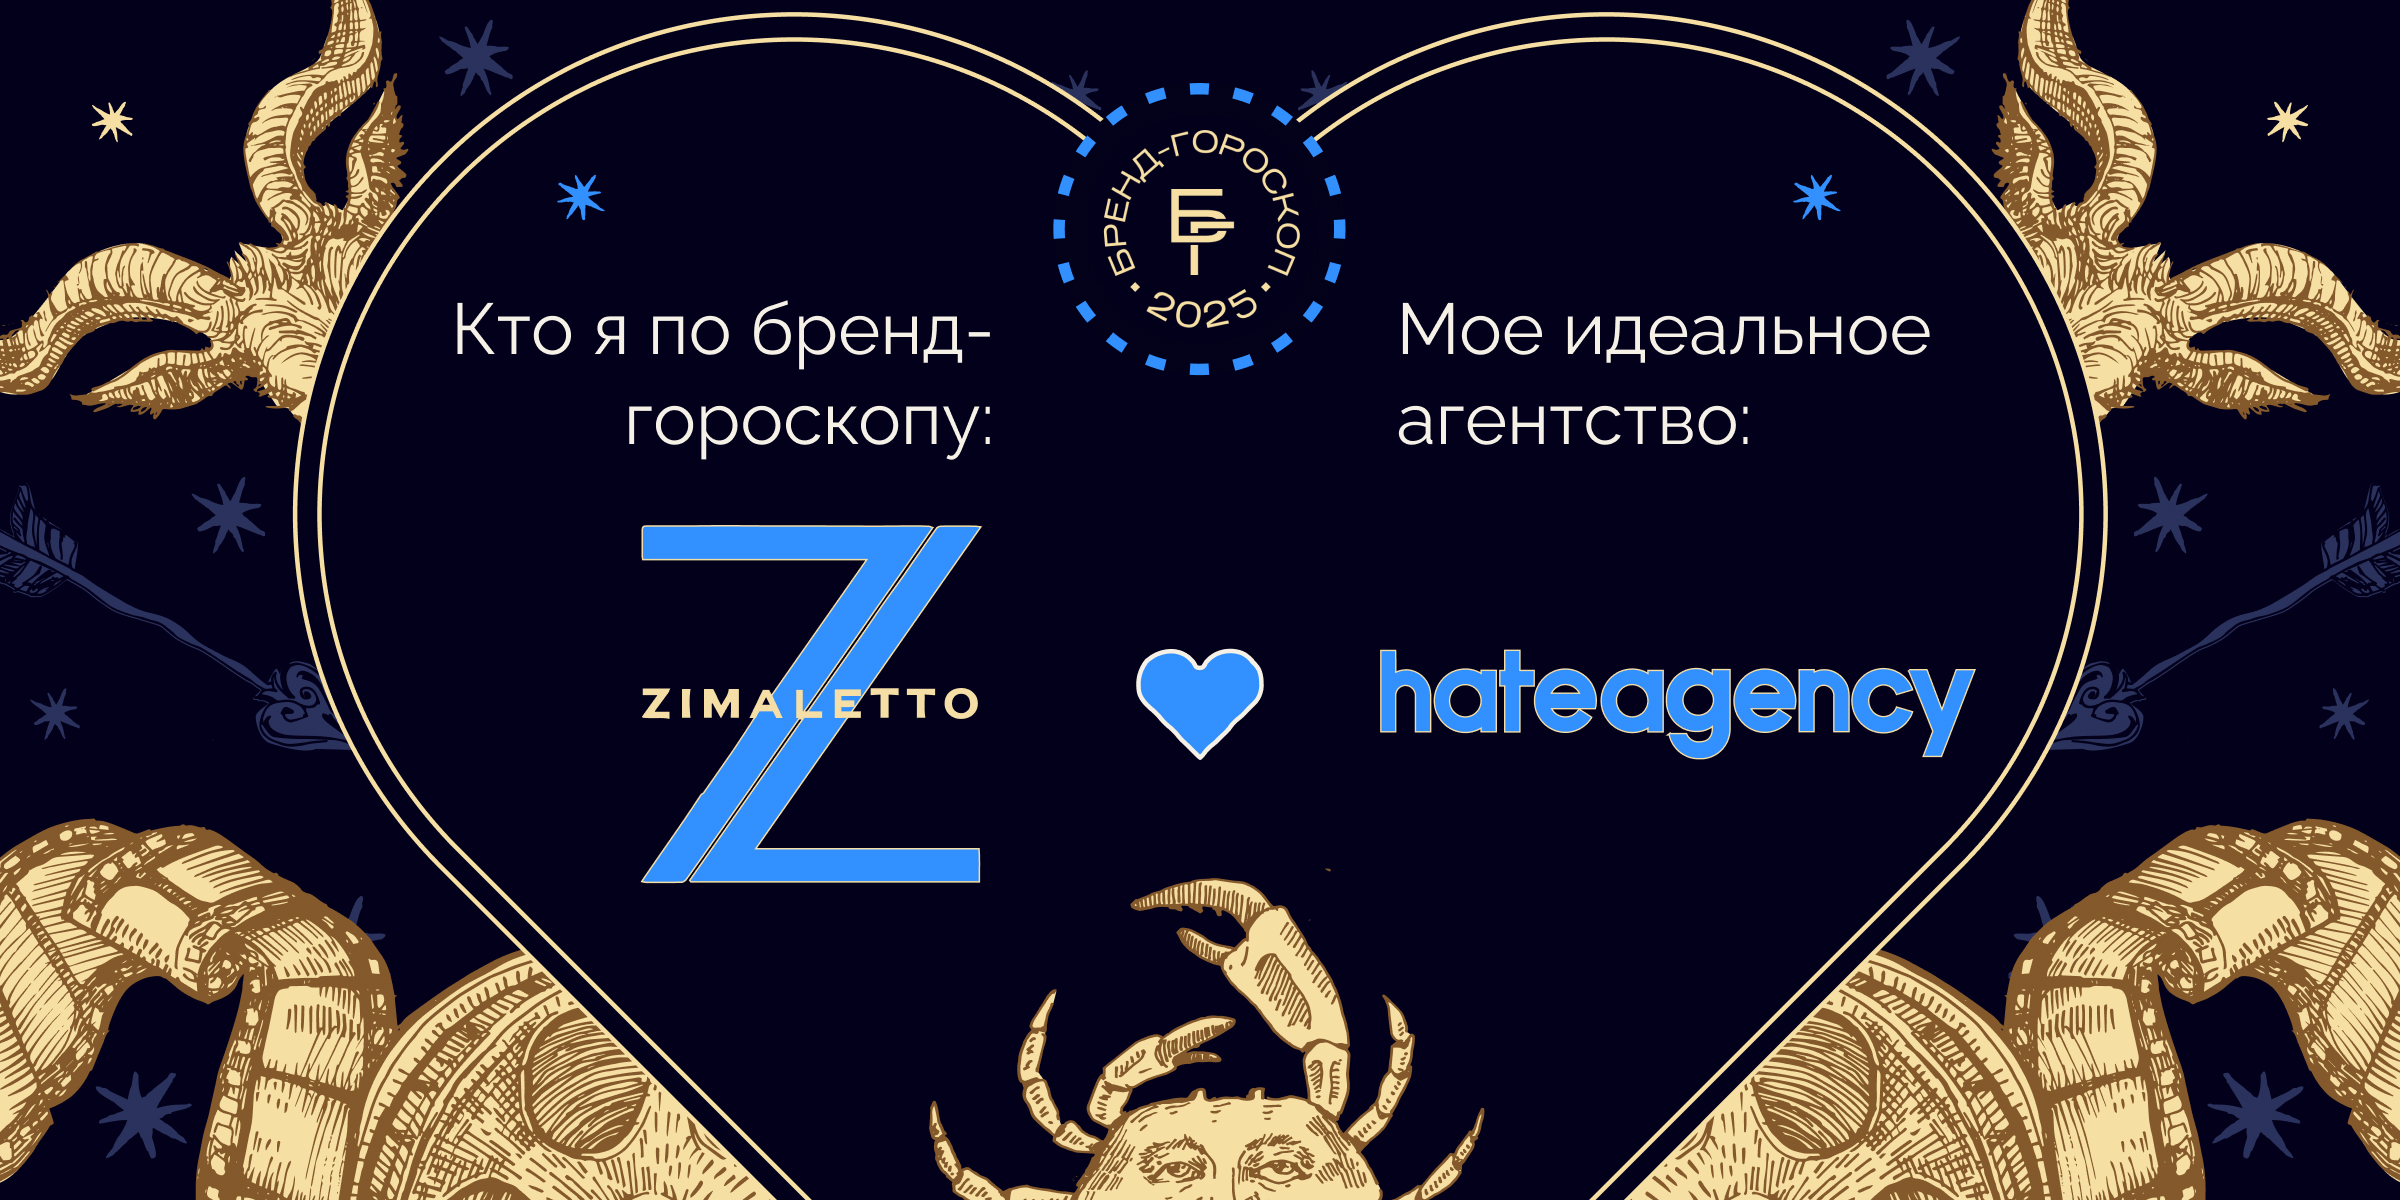 БРЕНД-ГОРОСКОП
БГ
• 2025 •
Кто я по бренд-
гороскопу:
Мое идеальное
агентство:
ZIMALETTO
hateagency